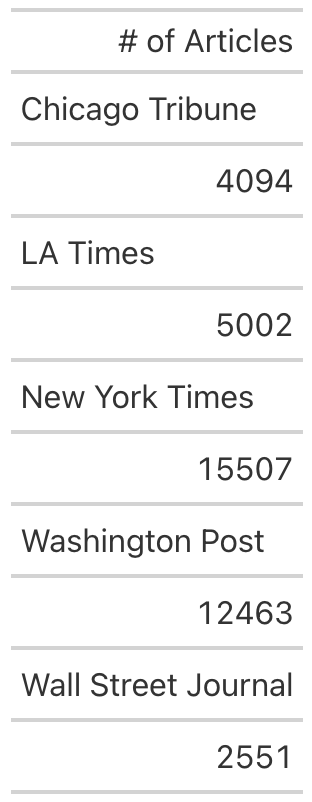 # of Articles
Chicago Tribune
4094
LA Times
5002
New York Times
15507
Washington Post
12463
Wall Street Journal
2551